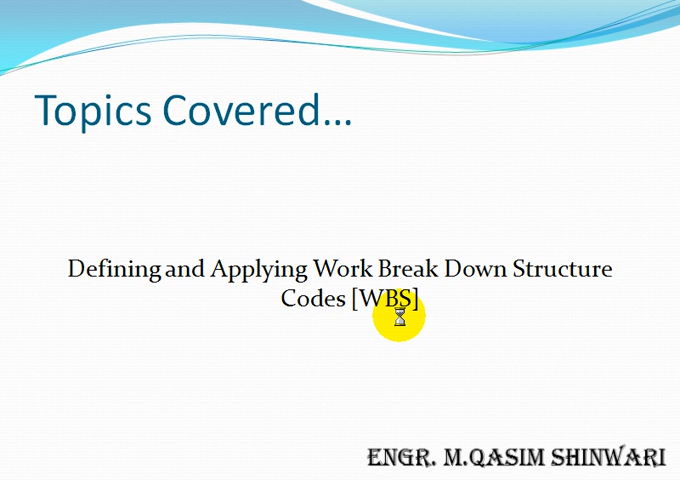 Topics Covered...
Defining and Applying Work Break Down Structure
Codes [WBS]
ENGR. M.QASIM SHINWARI